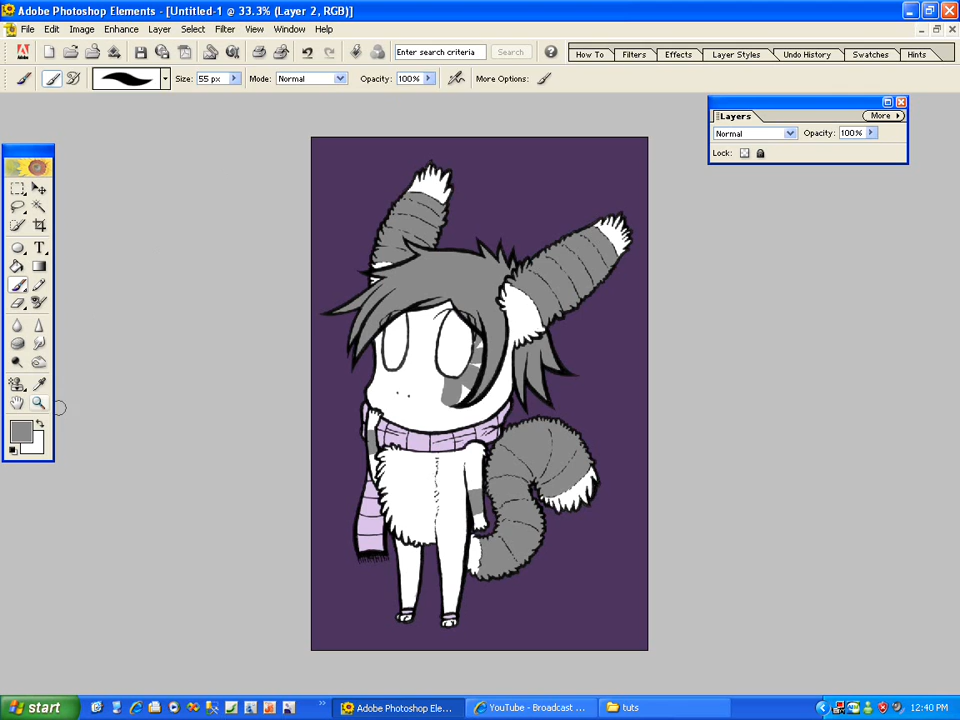 Adobe Photoshop Elements - [Untitled-1 @ 33.3% (Layer 2, RGB)]
File Edit Image Enhance Layer Select Filter View Window Help
Enter search criteria Search How To Filters Effects Layer Styles Undo History Swatches Hints
Size: 55 px Mode: Normal Opacity: 100% More Options:
Layers More
Normal Opacity: 100%
Lock:
T
start Adobe Photoshop Ele... YouTube - Broadcast ... tuts 12:40 PM